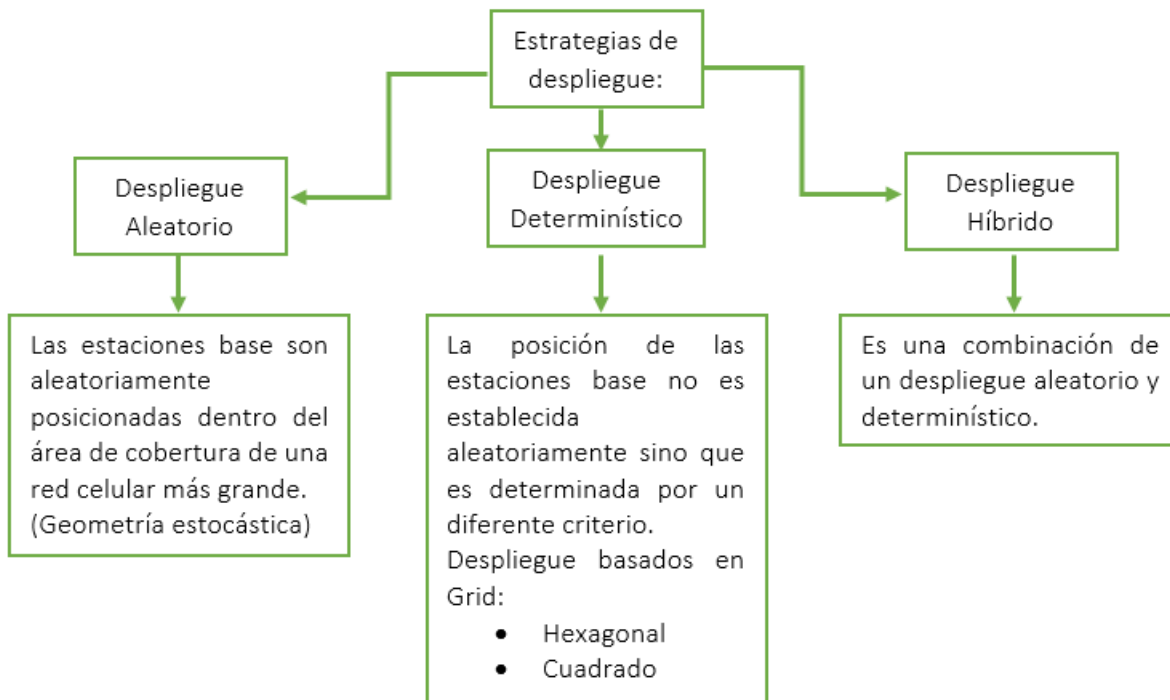 Estrategias de
despliegue:
Despliegue
Aleatorio
Despliegue
Determinístico
Despliegue
Híbrido
Las estaciones base son
aleatoriamente
posicionadas dentro del
área de cobertura de una
red celular más grande.
(Geometría estocástica)
La posición de las
estaciones base no es
establecida
aleatoriamente sino que
es determinada por un
diferente criterio.
Despliegue basados en
Grid:
• Hexagonal
• Cuadrado
Es una combinación de
un despliegue aleatorio y
determinístico.